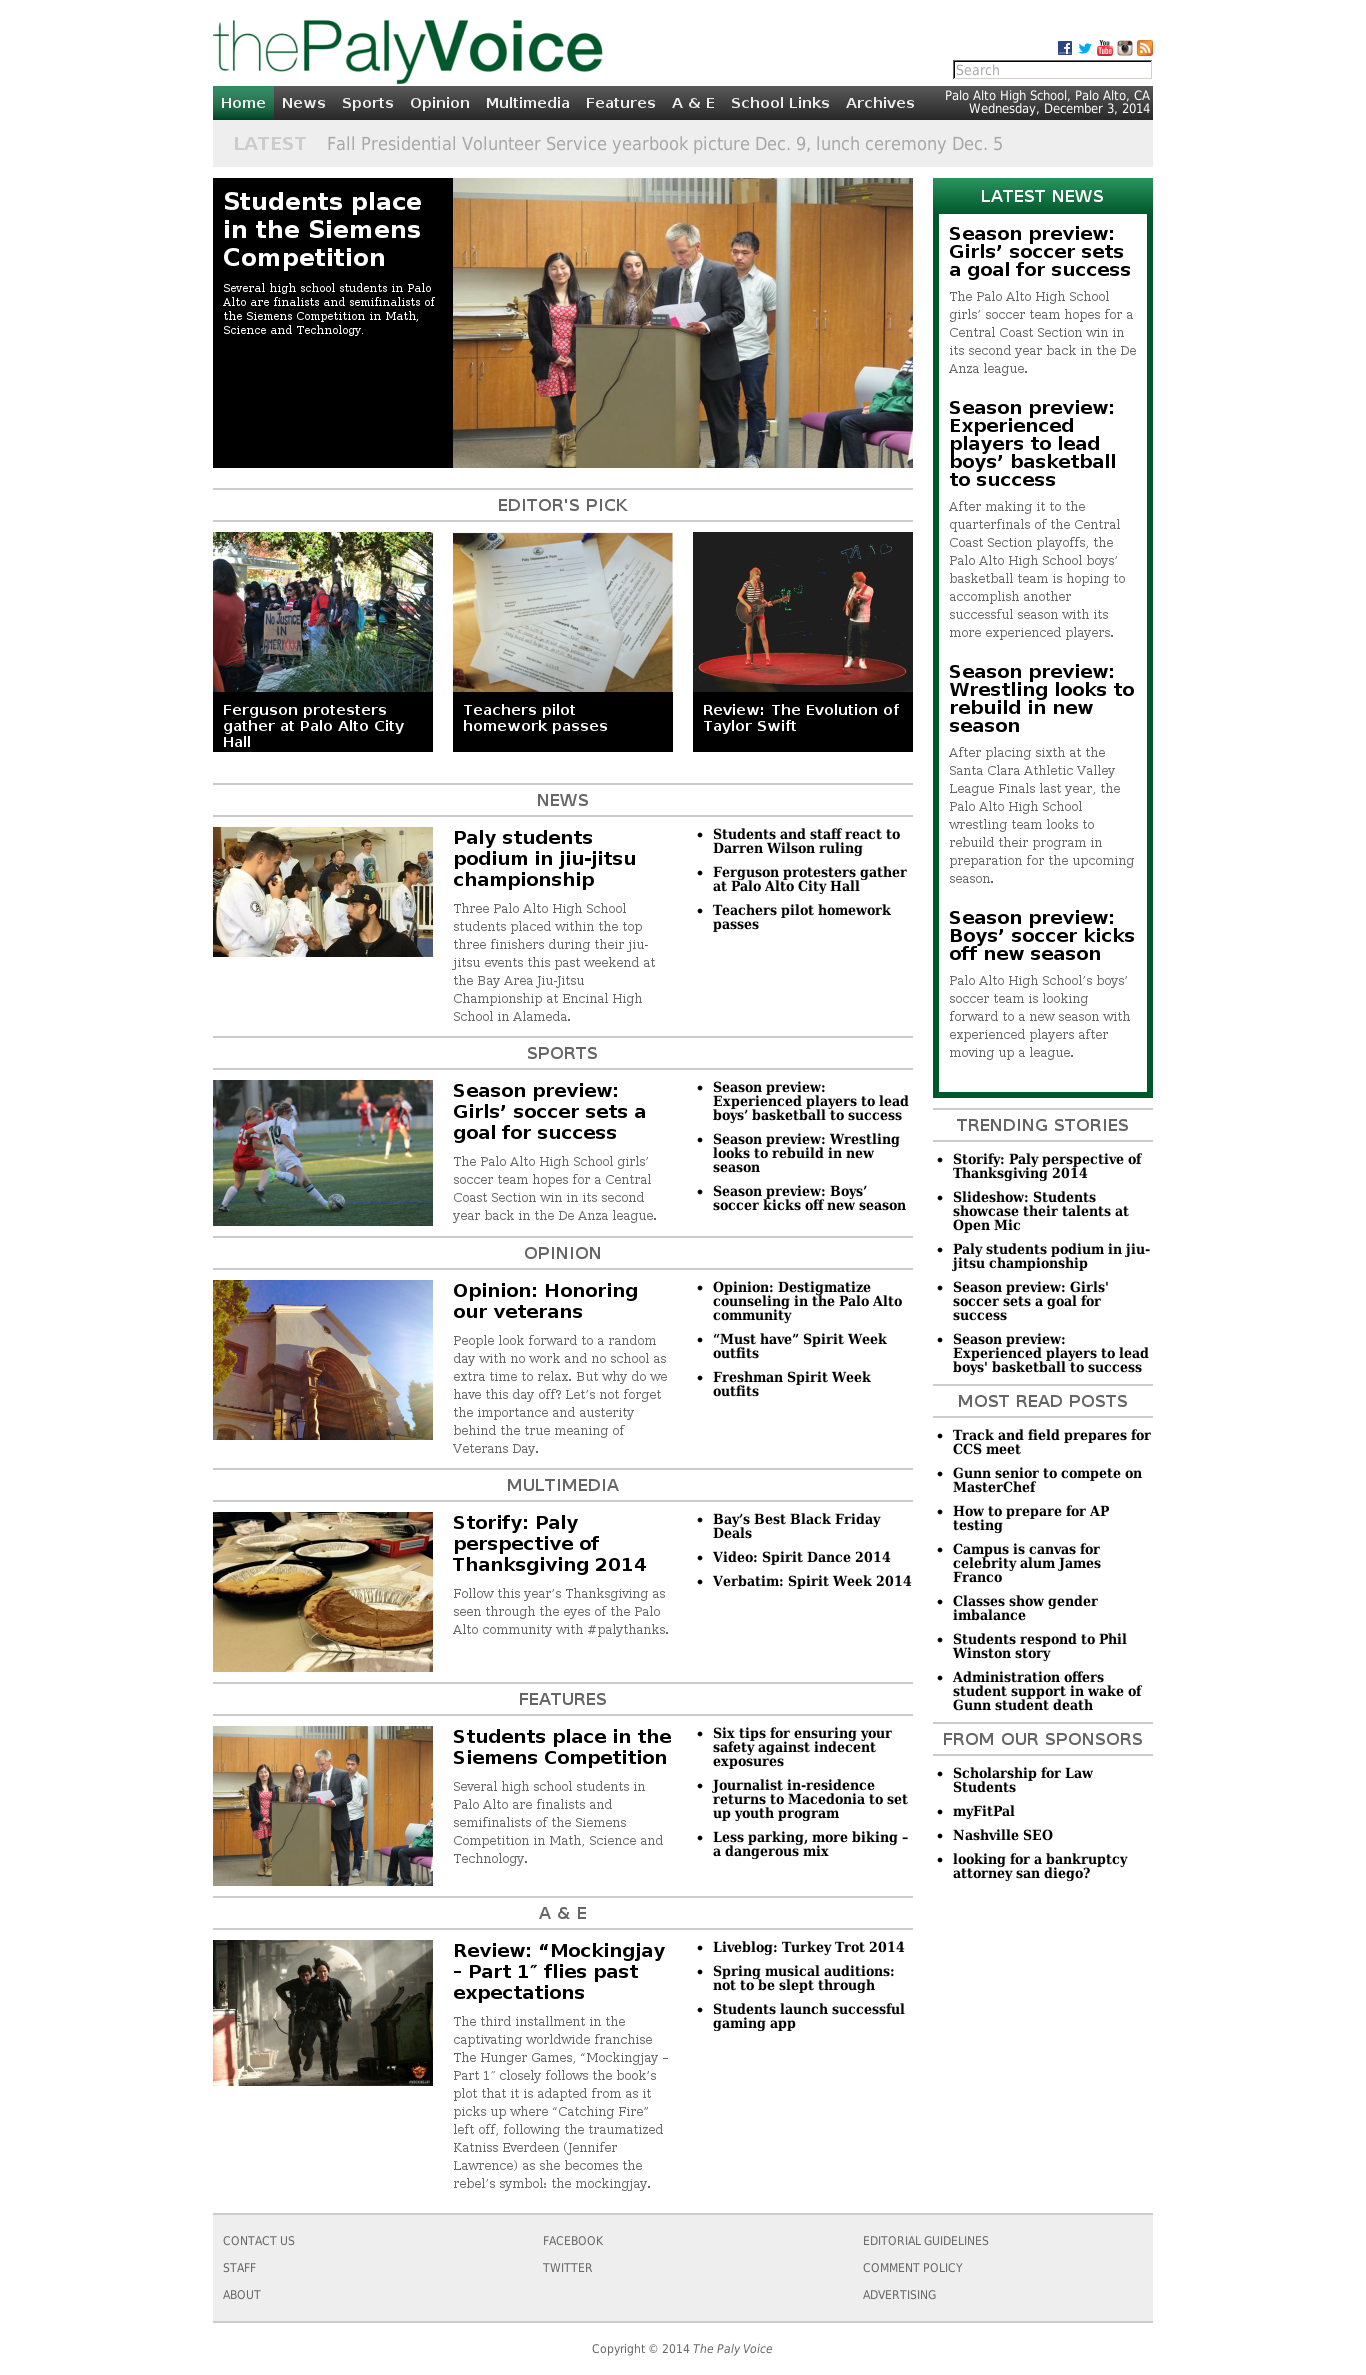 thePalyVoice
Search
Home News Sports Opinion Multimedia Features A & E School Links Archives
Palo Alto High School, Palo Alto, CA
Wednesday, December 3, 2014
LATEST Fall Presidential Volunteer Service yearbook picture Dec. 9, lunch ceremony Dec. 5
Students place
in the Siemens
Competition
Several high school students in Palo
Alto are finalists and semifinalists of
the Siemens Competition in Math,
Science and Technology.
EDITOR'S PICK
No Justice
IN
AMERIKKKA
Ferguson protesters
gather at Palo Alto City
Hall
Teachers pilot
homework passes
Review: The Evolution of
Taylor Swift
NEWS
Paly students
podium in jiu-jitsu
championship
Three Palo Alto High School
students placed within the top
three finishers during their jiu-
jitsu events this past weekend at
the Bay Area Jiu-Jitsu
Championship at Encinal High
School in Alameda.
• Students and staff react to
Darren Wilson ruling
• Ferguson protesters gather
at Palo Alto City Hall
• Teachers pilot homework
passes
SPORTS
Season preview:
Girls’ soccer sets a
goal for success
The Palo Alto High School girls’
soccer team hopes for a Central
Coast Section win in its second
year back in the De Anza league.
• Season preview:
Experienced players to lead
boys’ basketball to success
• Season preview: Wrestling
looks to rebuild in new
season
• Season preview: Boys’
soccer kicks off new season
OPINION
Opinion: Honoring
our veterans
People look forward to a random
day with no work and no school as
extra time to relax. But why do we
have this day off? Let’s not forget
the importance and austerity
behind the true meaning of
Veterans Day.
• Opinion: Destigmatize
counseling in the Palo Alto
community
• “Must have” Spirit Week
outfits
• Freshman Spirit Week
outfits
MULTIMEDIA
Storify: Paly
perspective of
Thanksgiving 2014
Follow this year’s Thanksgiving as
seen through the eyes of the Palo
Alto community with #palythanks.
• Bay’s Best Black Friday
Deals
• Video: Spirit Dance 2014
• Verbatim: Spirit Week 2014
FEATURES
Students place in the
Siemens Competition
Several high school students in
Palo Alto are finalists and
semifinalists of the Siemens
Competition in Math, Science and
Technology.
• Six tips for ensuring your
safety against indecent
exposures
• Journalist in-residence
returns to Macedonia to set
up youth program
• Less parking, more biking –
a dangerous mix
A & E
Review: “Mockingjay
– Part 1″ flies past
expectations
The third installment in the
captivating worldwide franchise
The Hunger Games, “Mockingjay –
Part 1″ closely follows the book’s
plot that it is adapted from as it
picks up where “Catching Fire”
left off, following the traumatized
Katniss Everdeen (Jennifer
Lawrence) as she becomes the
rebel’s symbol: the mockingjay.
• Liveblog: Turkey Trot 2014
• Spring musical auditions:
not to be slept through
• Students launch successful
gaming app
LATEST NEWS
Season preview:
Girls’ soccer sets
a goal for success
The Palo Alto High School
girls’ soccer team hopes for a
Central Coast Section win in
its second year back in the De
Anza league.
Season preview:
Experienced
players to lead
boys’ basketball
to success
After making it to the
quarterfinals of the Central
Coast Section playoffs, the
Palo Alto High School boys’
basketball team is hoping to
accomplish another
successful season with its
more experienced players.
Season preview:
Wrestling looks to
rebuild in new
season
After placing sixth at the
Santa Clara Athletic Valley
League Finals last year, the
Palo Alto High School
wrestling team looks to
rebuild their program in
preparation for the upcoming
season.
Season preview:
Boys’ soccer kicks
off new season
Palo Alto High School’s boys’
soccer team is looking
forward to a new season with
experienced players after
moving up a league.
TRENDING STORIES
• Storify: Paly perspective of
Thanksgiving 2014
• Slideshow: Students
showcase their talents at
Open Mic
• Paly students podium in jiu-
jitsu championship
• Season preview: Girls'
soccer sets a goal for
success
• Season preview:
Experienced players to lead
boys' basketball to success
MOST READ POSTS
• Track and field prepares for
CCS meet
• Gunn senior to compete on
MasterChef
• How to prepare for AP
testing
• Campus is canvas for
celebrity alum James
Franco
• Classes show gender
imbalance
• Students respond to Phil
Winston story
• Administration offers
student support in wake of
Gunn student death
FROM OUR SPONSORS
• Scholarship for Law
Students
• myFitPal
• Nashville SEO
• looking for a bankruptcy
attorney san diego?
CONTACT US
STAFF
ABOUT
FACEBOOK
TWITTER
EDITORIAL GUIDELINES
COMMENT POLICY
ADVERTISING
Copyright © 2014 The Paly Voice